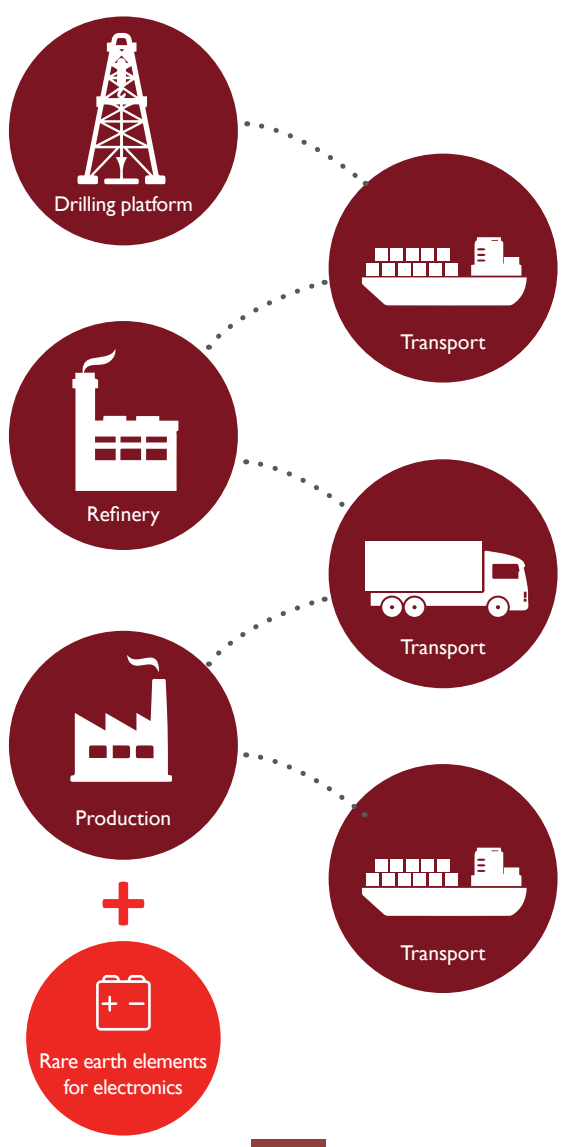 Drilling platform
Transport
Refinery
Transport
Production
Transport
Rare earth elements
for electronics